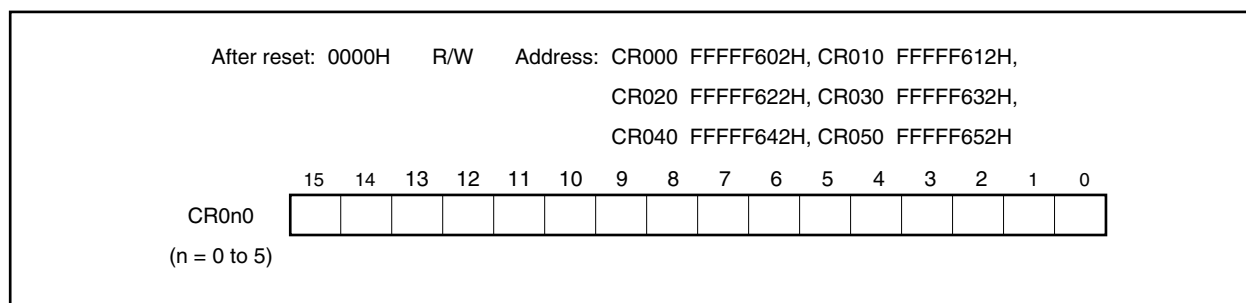 After reset: 0000H R/W Address: CR000 FFFFF602H, CR010 FFFFF612H,
CR020 FFFFF622H, CR030 FFFFF632H,
CR040 FFFFF642H, CR050 FFFFF652H
15 14 13 12 11 10 9 8 7 6 5 4 3 2 1 0
CR0n0
(n = 0 to 5)